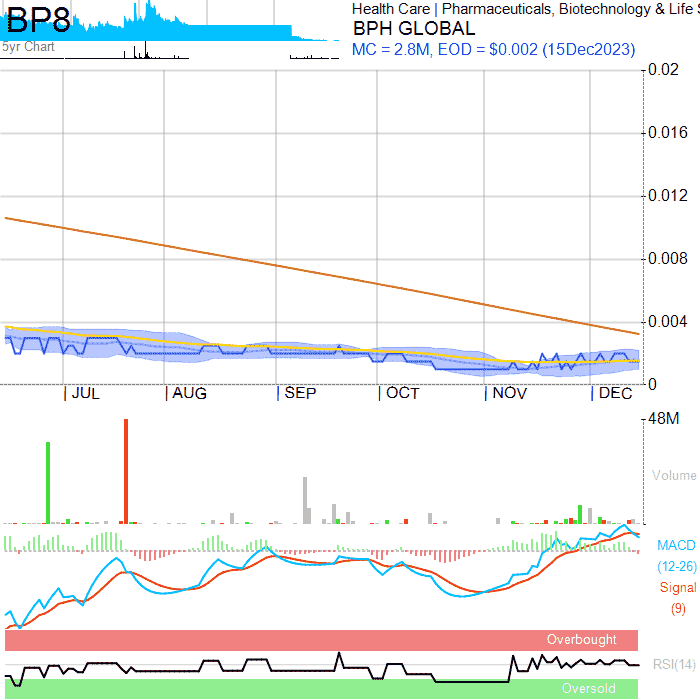 BP8
5yr Chart
Health Care | Pharmaceuticals, Biotechnology & Life S
BPH GLOBAL
MC = 2.8M, EOD = $0.002 (15Dec2023)
0.02
0.016
0.012
0.008
0.004
0
| JUL | AUG | SEP | OCT | NOV | DEC
48M
Volume
MACD
(12-26)
Signal
(9)
Overbought
RSI(14)
Oversold